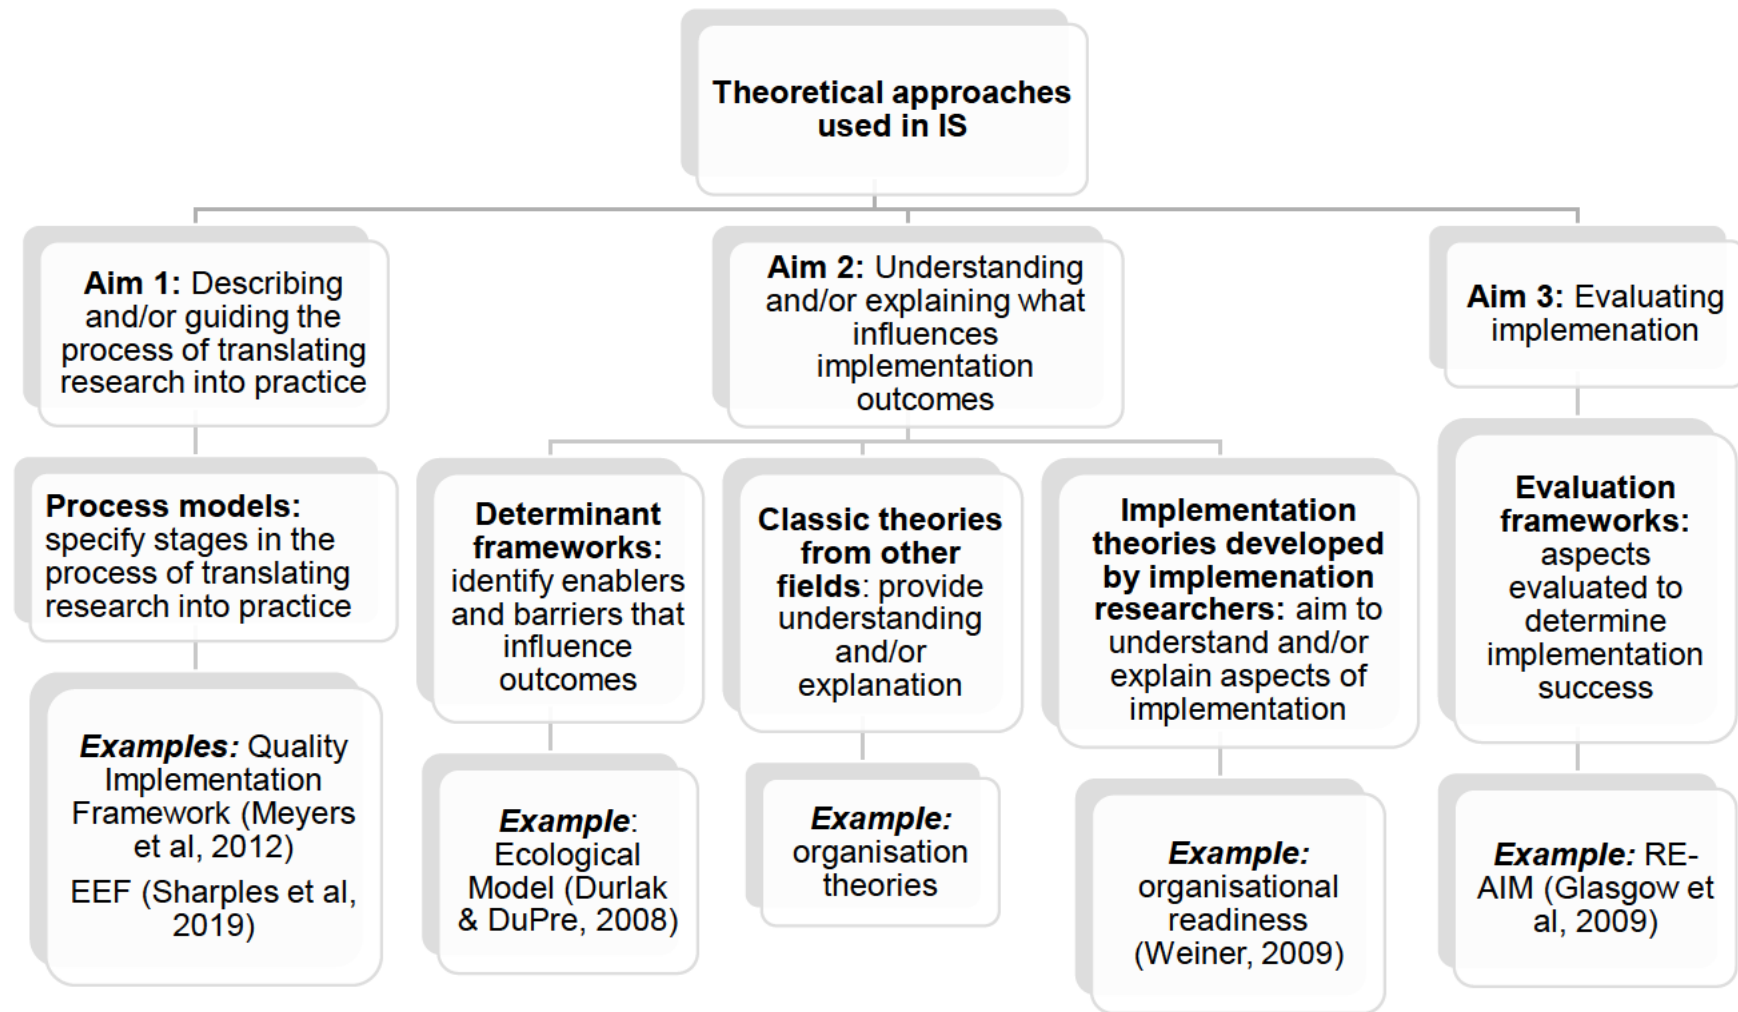 Theoretical approaches
used in IS
Aim 1: Describing
and/or guiding the
process of translating
research into practice
Aim 2: Understanding
and/or explaining what
influences
implementation
outcomes
Aim 3: Evaluating
implemenation
Process models:
specify stages in the
process of translating
research into practice
Determinant
frameworks:
identify enablers
and barriers that
influence
outcomes
Classic theories
from other
fields: provide
understanding
and/or
explanation
Implementation
theories developed
by implemenation
researchers: aim to
understand and/or
explain aspects of
implementation
Evaluation
frameworks:
aspects
evaluated to
determine
implementation
success
Examples: Quality
Implementation
Framework (Meyers
et al, 2012)
EEF (Sharples et al,
2019)
Example:
Ecological
Model (Durlak
& DuPre, 2008)
Example:
organisation
theories
Example:
organisational
readiness
(Weiner, 2009)
Example: RE-
AIM (Glasgow et
al, 2009)